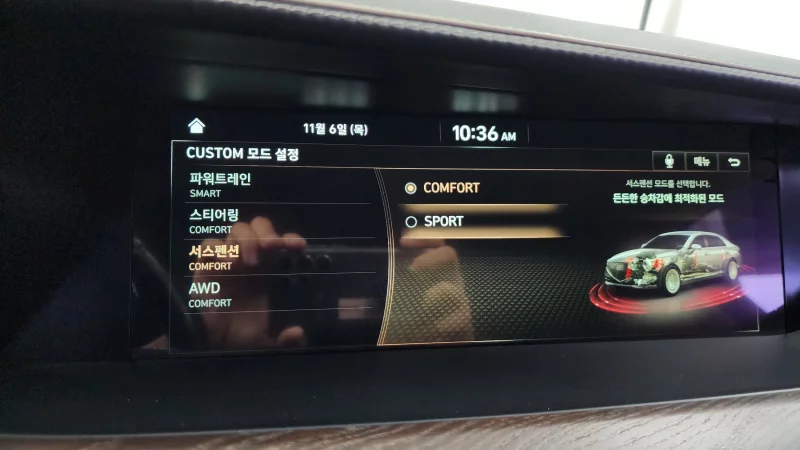 11월 6일 (목)
10:36 AM
CUSTOM 모드 설정
메뉴
파워트레인
SMART
스티어링
COMFORT
서스펜션
COMFORT
AWD
COMFORT
COMFORT
SPORT
서스펜션 모드를 선택합니다.
든든한 승차감에 최적화된 모드